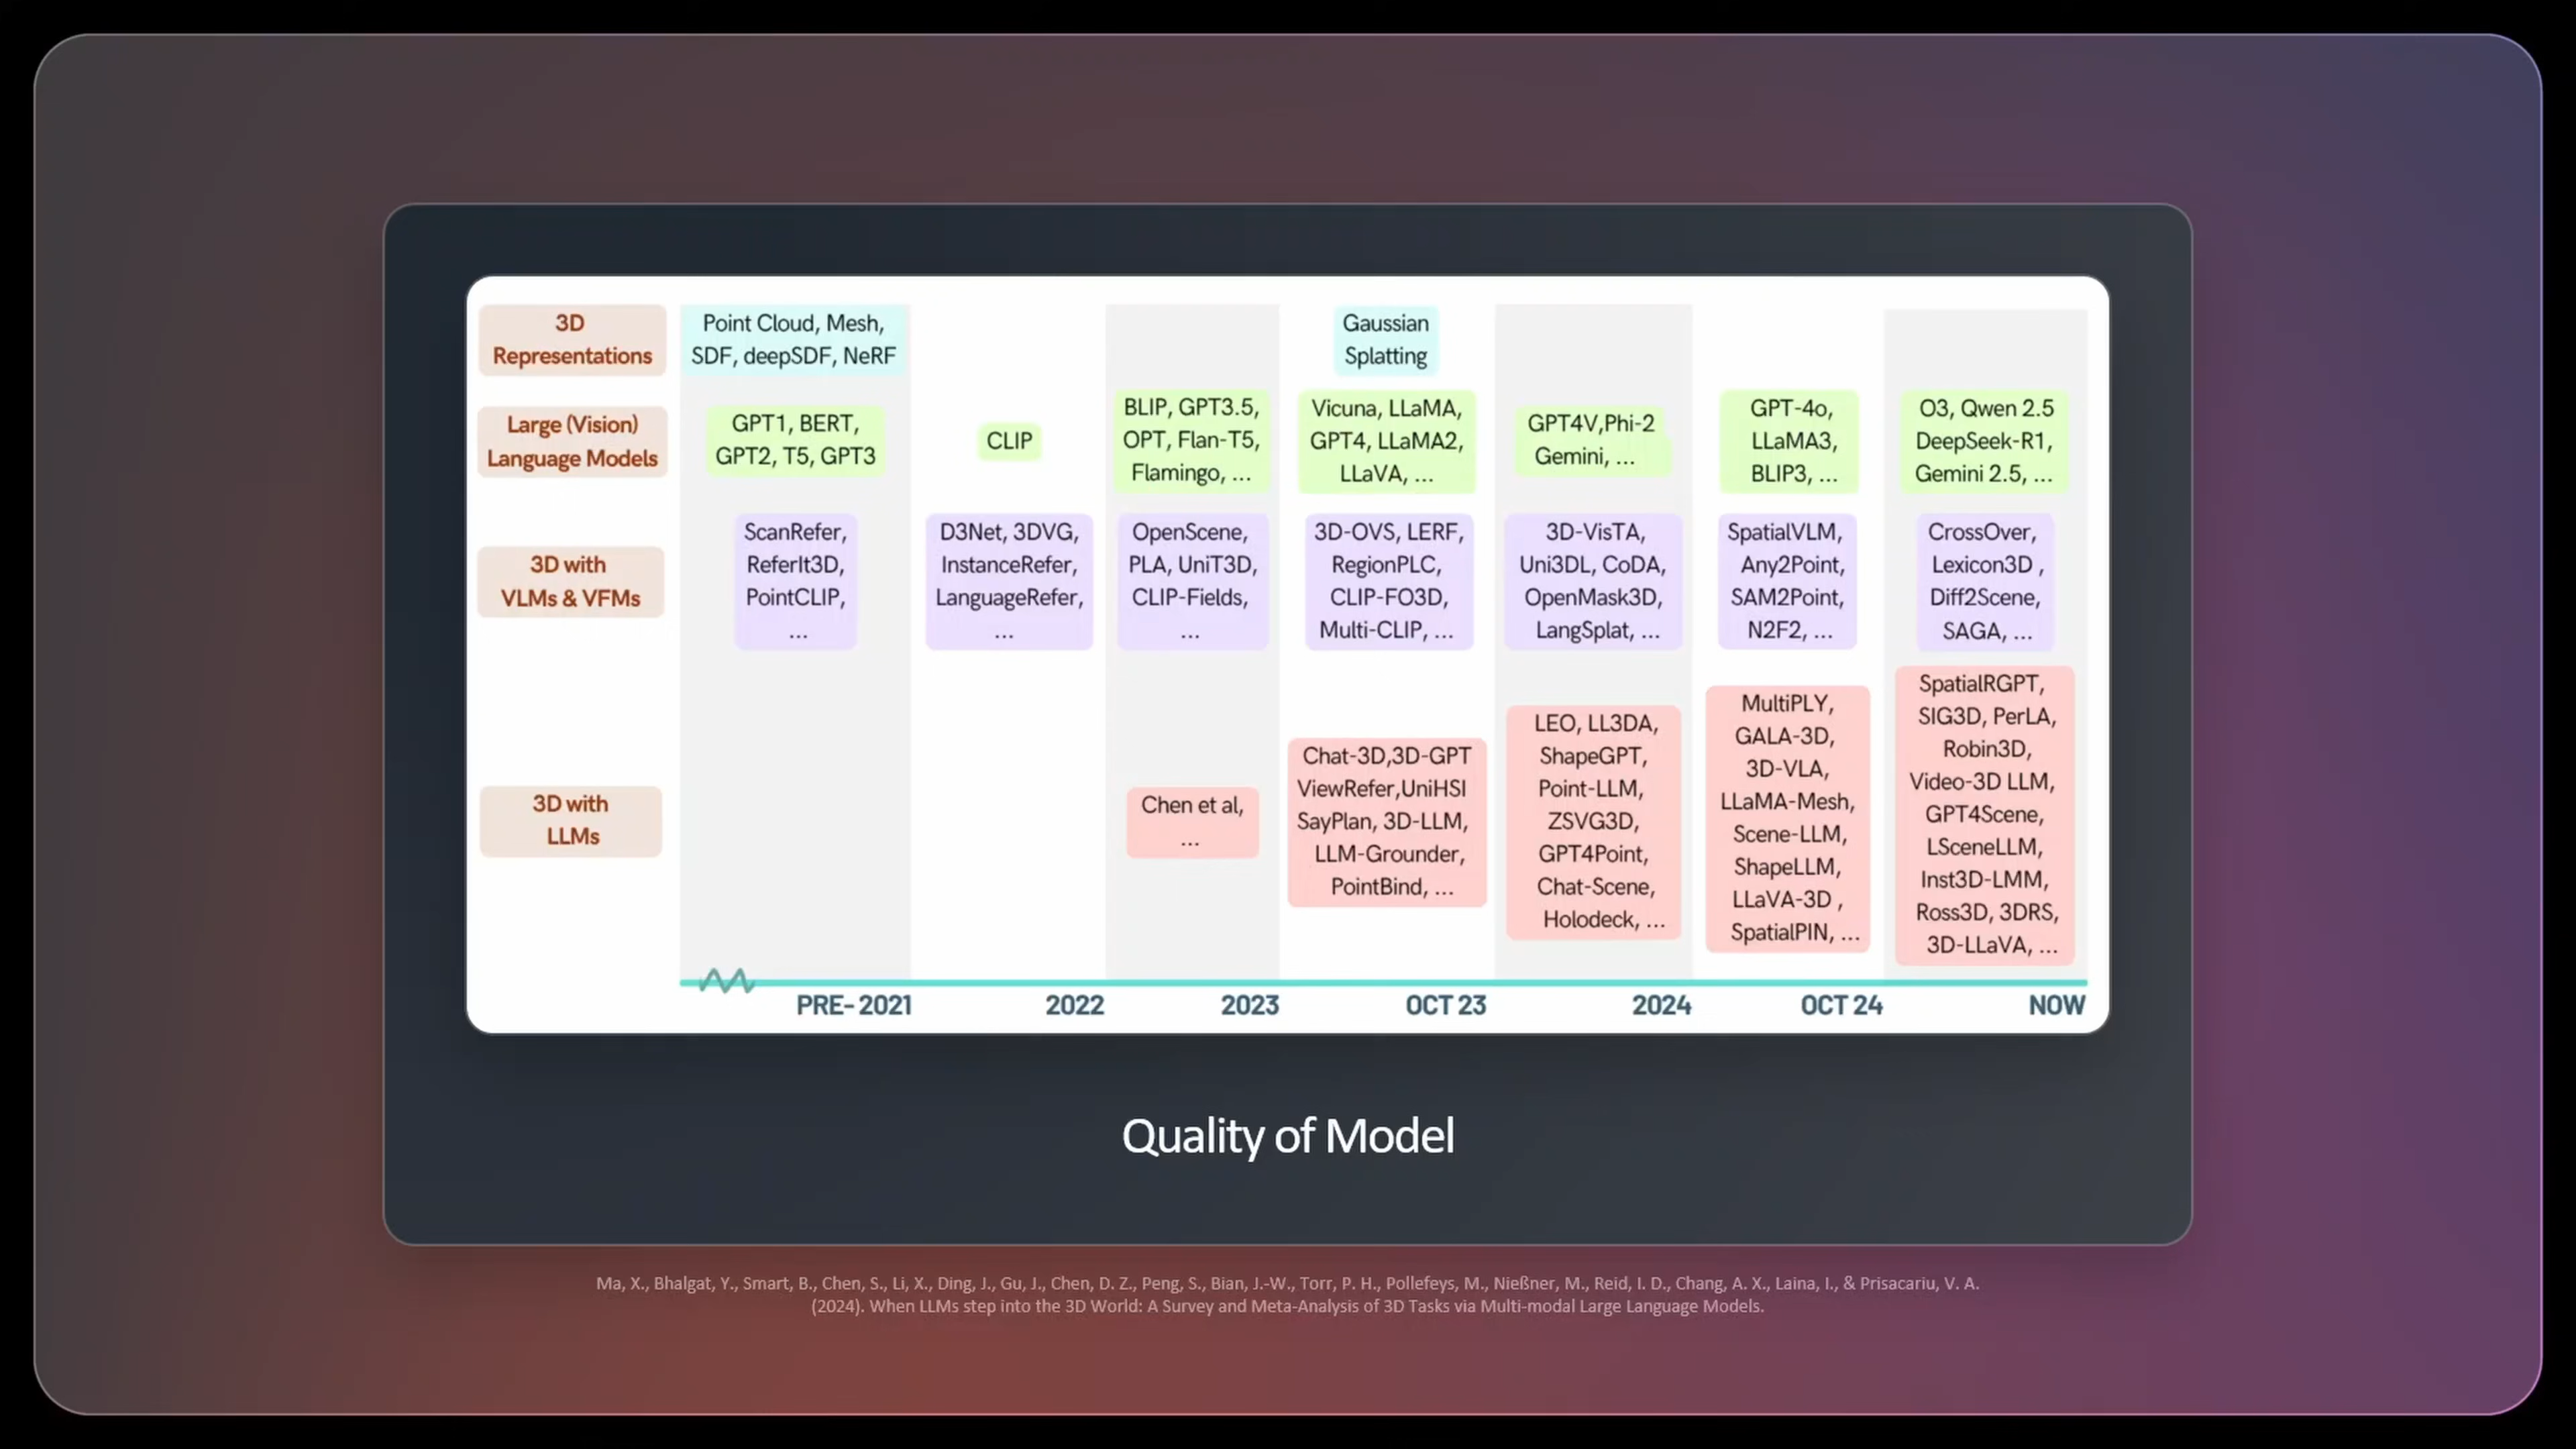 3D
Representations
Point Cloud, Mesh,
SDF, deepSDF, NeRF
Gaussian
Splatting
Large (Vision)
Language Models
GPT1, BERT,
GPT2, T5, GPT3
CLIP
BLIP, GPT3.5,
OPT, Flan-T5,
Flamingo, ...
Vicuna, LLaMA,
GPT4, LLaMA2,
LLaVA, ...
GPT4V,Phi-2
Gemini, ...
GPT-4o,
LLaMA3,
BLIP3, ...
O3, Qwen 2.5
DeepSeek-R1,
Gemini 2.5, ...
3D with
VLMs & VFMs
ScanRefer,
ReferIt3D,
PointCLIP,
...
D3Net, 3DVG,
InstanceRefer,
LanguageRefer,
...
OpenScene,
PLA, UniT3D,
CLIP-Fields,
...
3D-OVS, LERF,
RegionPLC,
CLIP-FO3D,
Multi-CLIP, ...
3D-VisTA,
Uni3DL, CoDA,
OpenMask3D,
LangSplat, ...
SpatialVLM,
Any2Point,
SAM2Point,
N2F2, ...
CrossOver,
Lexicon3D ,
Diff2Scene,
SAGA, ...
3D with
LLMs
Chen et al,
...
Chat-3D,3D-GPT
ViewRefer,UniHSI
SayPlan, 3D-LLM,
LLM-Grounder,
PointBind, ...
LEO, LL3DA,
ShapeGPT,
Point-LLM,
ZSVG3D,
GPT4Point,
Chat-Scene,
Holodeck, ...
MultiPLY,
GALA-3D,
3D-VLA,
LLaMA-Mesh,
Scene-LLM,
ShapeLLM,
LLaVA-3D ,
SpatialPIN, ...
SpatialRGPT,
SIG3D, PerLA,
Robin3D,
Video-3D LLM,
GPT4Scene,
LSceneLLM,
Inst3D-LMM,
Ross3D, 3DRS,
3D-LLaVA, ...
PRE- 2021
2022
2023
OCT 23
2024
OCT 24
NOW
Quality of Model
Ma, X., Bhalgat, Y., Smart, B., Chen, S., Li, X., Ding, J., Gu, J., Chen, D. Z., Peng, S., Bian, J.-W., Torr, P. H., Pollefeys, M., Nießner, M., Reid, I. D., Chang, A. X., Laina, I., & Prisacariu, V. A.
(2024). When LLMs step into the 3D World: A Survey and Meta-Analysis of 3D Tasks via Multi-modal Large Language Models.